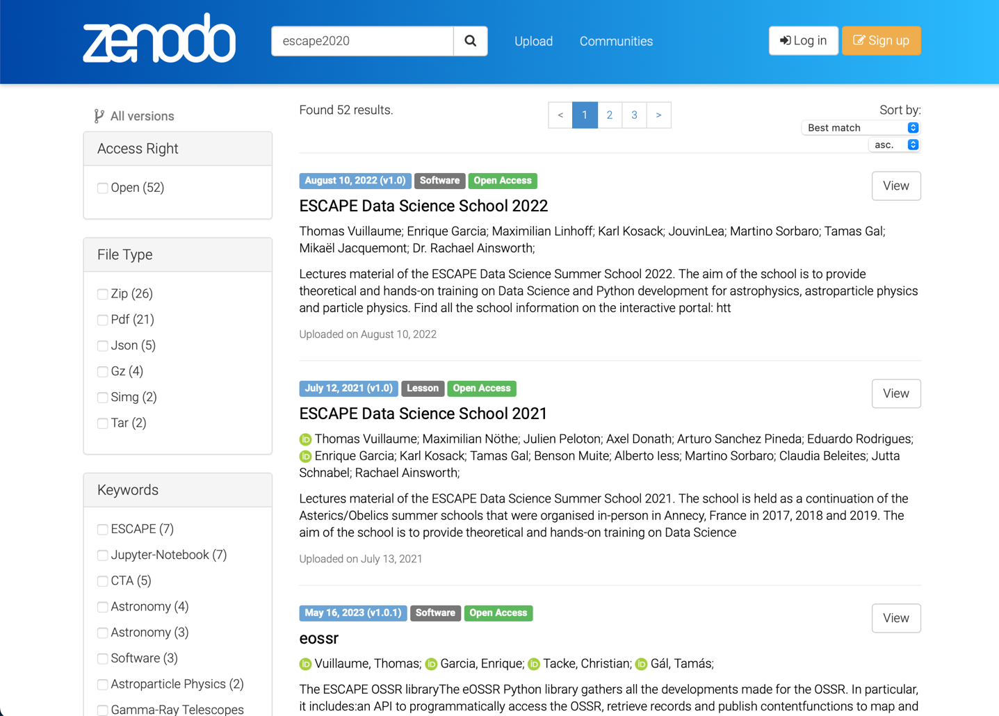 zenodo
escape2020
Upload
Communities
Log in
Sign up
All versions
Access Right
Open (52)
File Type
Zip (26)
Pdf (21)
Json (5)
Gz (4)
Simg (2)
Tar (2)
Keywords
ESCAPE (7)
Jupyter-Notebook (7)
CTA (5)
Astronomy (4)
Astronomy (3)
Software (3)
Astroparticle Physics (2)
Gamma-Ray Telescopes
Found 52 results.
< 1 2 3 >
Sort by:
Best match
asc.
August 10, 2022 (v1.0) Software Open Access
View
ESCAPE Data Science School 2022
Thomas Vuillaume; Enrique Garcia; Maximilian Linhoff; Karl Kosack; JouvinLea; Martino Sorbaro; Tamas Gal;
Mikaël Jacquemont; Dr. Rachael Ainsworth;
Lectures material of the ESCAPE Data Science Summer School 2022. The aim of the school is to provide
theoretical and hands-on training on Data Science and Python development for astrophysics, astroparticle physics
and particle physics. Find all the school information on the interactive portal: htt
Uploaded on August 10, 2022
July 12, 2021 (v1.0) Lesson Open Access
View
ESCAPE Data Science School 2021
iD Thomas Vuillaume; Maximilian Nöthe; Julien Peloton; Axel Donath; Arturo Sanchez Pineda; Eduardo Rodrigues;
iD Enrique Garcia; Karl Kosack; Tamas Gal; Benson Muite; Alberto Iess; Martino Sorbaro; Claudia Beleites; Jutta
Schnabel; Rachael Ainsworth;
Lectures material of the ESCAPE Data Science Summer School 2021. The school is held as a continuation of the
Asterics/Obelics summer schools that were organised in-person in Annecy, France in 2017, 2018 and 2019. The
aim of the school is to provide theoretical and hands-on training on Data Science
Uploaded on July 13, 2021
May 16, 2023 (v1.0.1) Software Open Access
View
eossr
iD Vuillaume, Thomas; iD Garcia, Enrique; iD Tacke, Christian; iD Gál, Tamás;
The ESCAPE OSSR libraryThe eOSSR Python library gathers all the developments made for the OSSR. In particular,
it includes:an API to programmatically access the OSSR, retrieve records and publish contentfunctions to map and